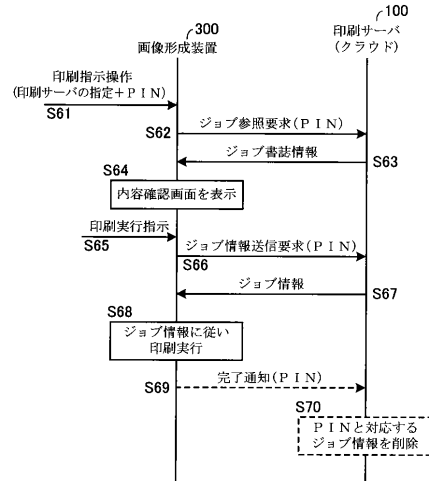 300
画像形成装置
100
印刷サーバ
(クラウド)
印刷指示操作
(印刷サーバの指定+PIN)
S61
S62
ジョブ参照要求(PIN)
ジョブ書誌情報
S63
S64
内容確認画面を表示
印刷実行指示
S65
ジョブ情報送信要求(PIN)
S66
ジョブ情報
S67
S68
ジョブ情報に従い
印刷実行
S69
完了通知(PIN)
S70
PINと対応する
ジョブ情報を削除